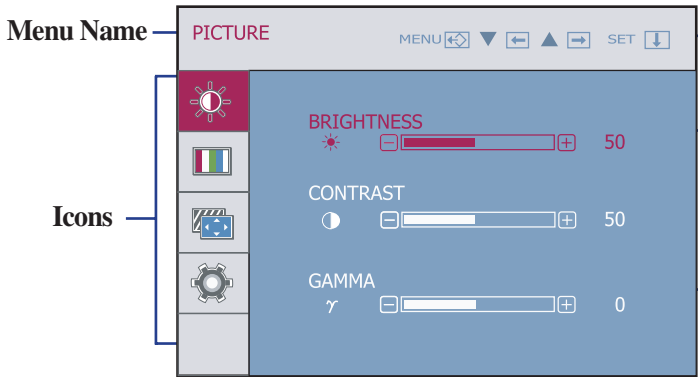 Menu Name
PICTURE
MENU SET
BRIGHTNESS
50
CONTRAST
50
Icons
GAMMA
γ 0